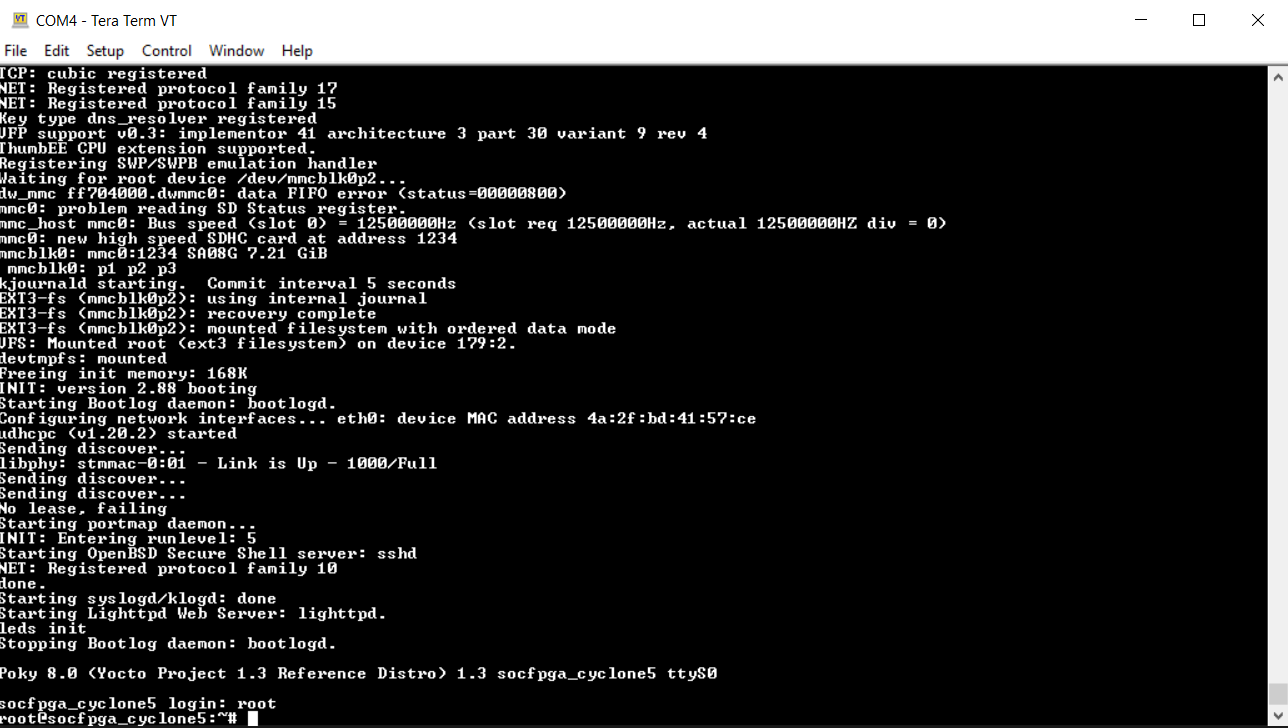 COM4 - Tera Term VT
File Edit Setup Control Window Help
TCP: cubic registered
NET: Registered protocol family 17
NET: Registered protocol family 15
Key type dns_resolver registered
VFP support v0.3: implementor 41 architecture 3 part 30 variant 9 rev 4
ThumbEE CPU extension supported.
Registering SWP/SWPB emulation handler
Waiting for root device /dev/mmcblk0p2...
dw_mmc ff704000.dwmmc0: data FIFO error (status=00000800)
mmc0: problem reading SD Status register.
mmc_host mmc0: Bus speed (slot 0) = 12500000Hz (slot req 12500000Hz, actual 12500000HZ div = 0)
mmc0: new high speed SDHC card at address 1234
mmcblk0: mmc0:1234 SA08G 7.21 GiB
 mmcblk0: p1 p2 p3
kjournald starting.  Commit interval 5 seconds
EXT3-fs (mmcblk0p2): using internal journal
EXT3-fs (mmcblk0p2): recovery complete
EXT3-fs (mmcblk0p2): mounted filesystem with ordered data mode
VFS: Mounted root (ext3 filesystem) on device 179:2.
devtmpfs: mounted
Freeing init memory: 168K
INIT: version 2.88 booting
Starting Bootlog daemon: bootlogd.
Configuring network interfaces... eth0: device MAC address 4a:2f:bd:41:57:ce
udhcpc (v1.20.2) started
Sending discover...
libphy: stmmac-0:01 - Link is Up - 1000/Full
Sending discover...
Sending discover...
No lease, failing
Starting portmap daemon...
INIT: Entering runlevel: 5
Starting OpenBSD Secure Shell server: sshd
NET: Registered protocol family 10
done.
Starting syslogd/klogd: done
Starting Lighttpd Web Server: lighttpd.
leds init
Stopping Bootlog daemon: bootlogd.
Poky 8.0 (Yocto Project 1.3 Reference Distro) 1.3 socfpga_cyclone5 ttyS0
socfpga_cyclone5 login: root
root@socfpga_cyclone5:~#